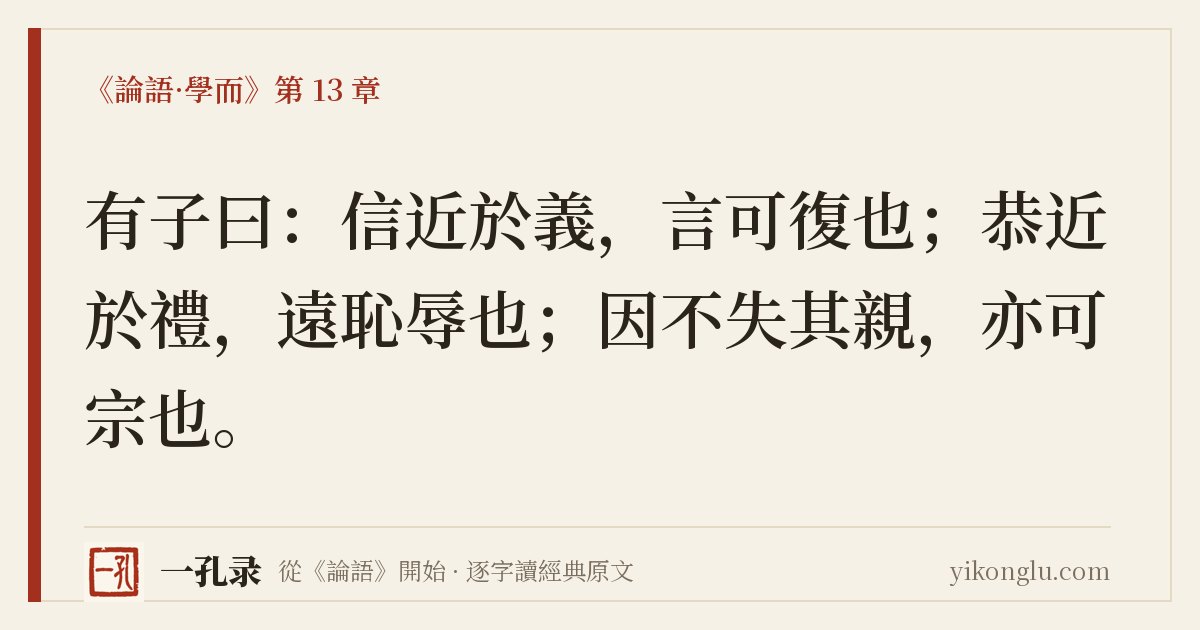 《論語·學而》第 13 章
有子曰：信近於義，言可復也；恭近
於禮，遠恥辱也；因不失其親，亦可
宗也。
一孔
一孔录 從《論語》開始 · 逐字讀經典原文 yikonglu.com